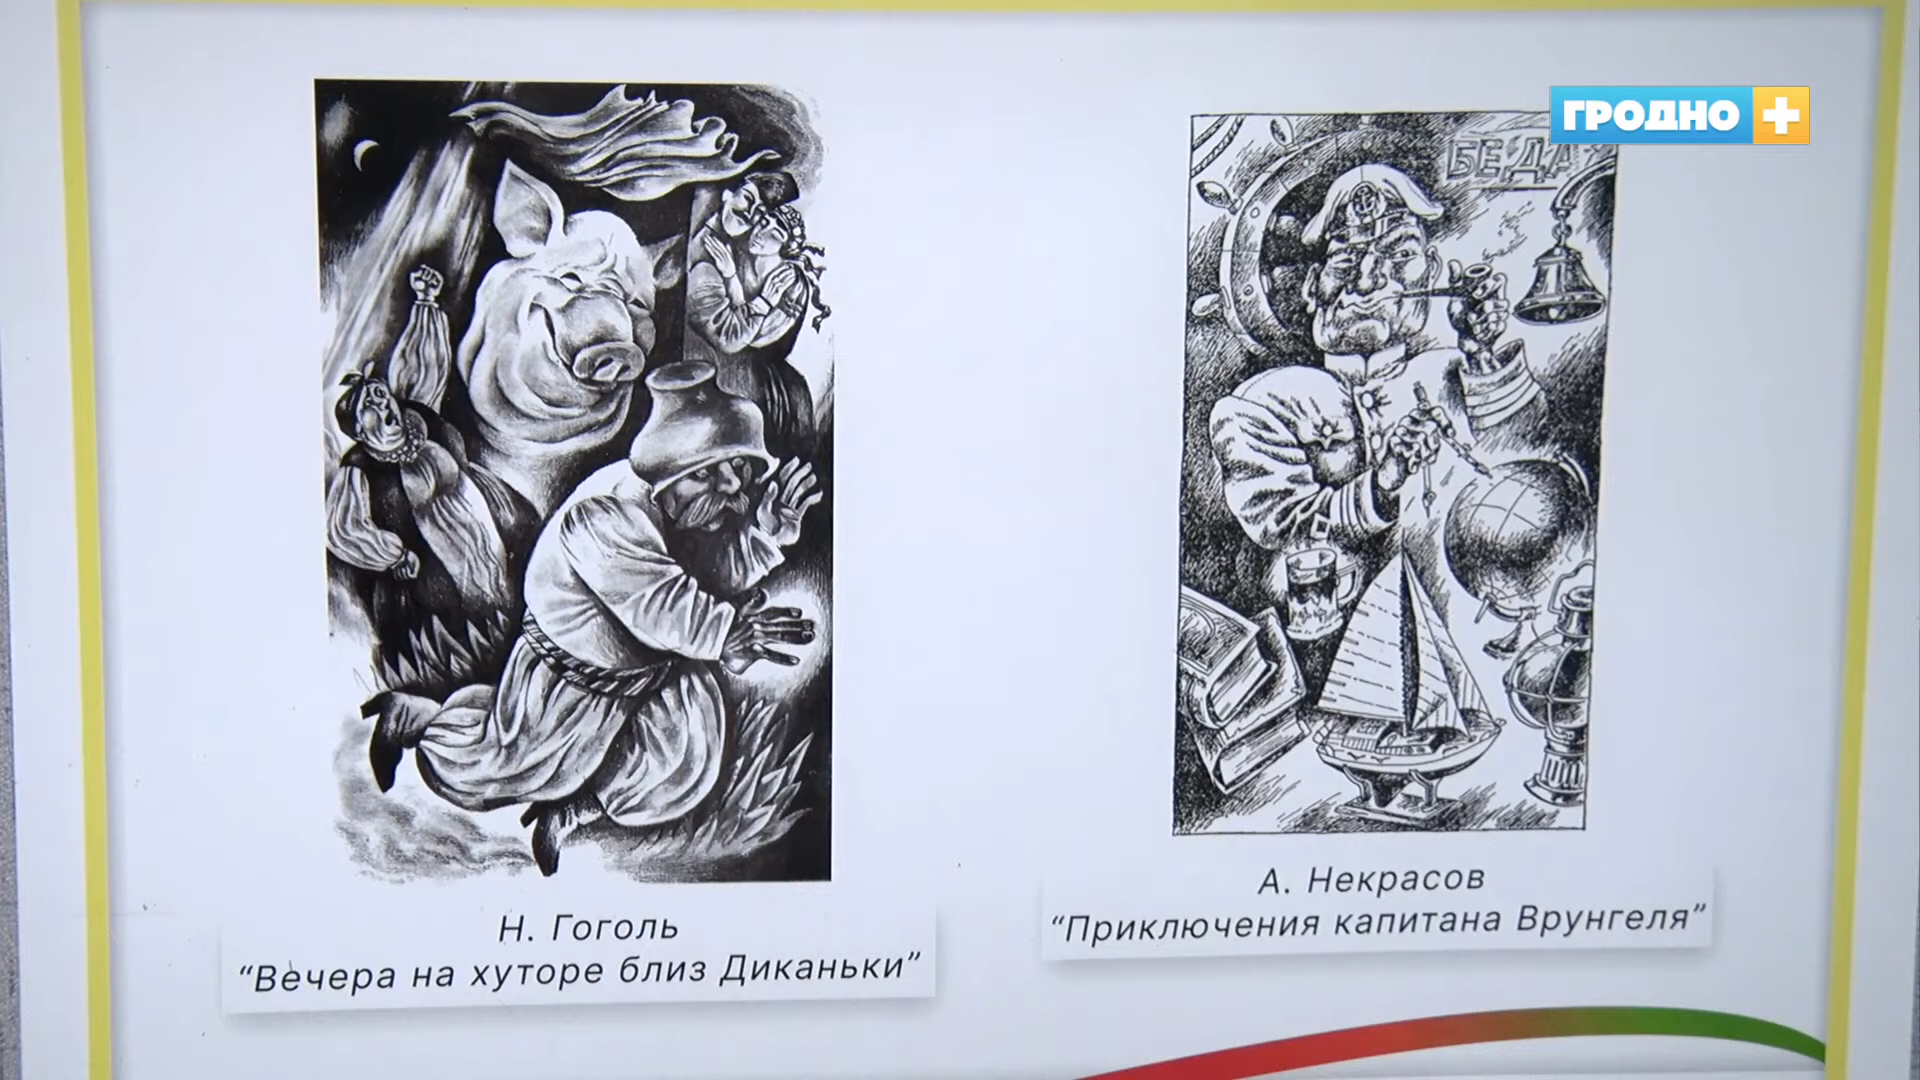 ГРОДНО +
БЕДА
Н. Гоголь
“Вечера на хуторе близ Диканьки”
А. Некрасов
“Приключения капитана Врунгеля”